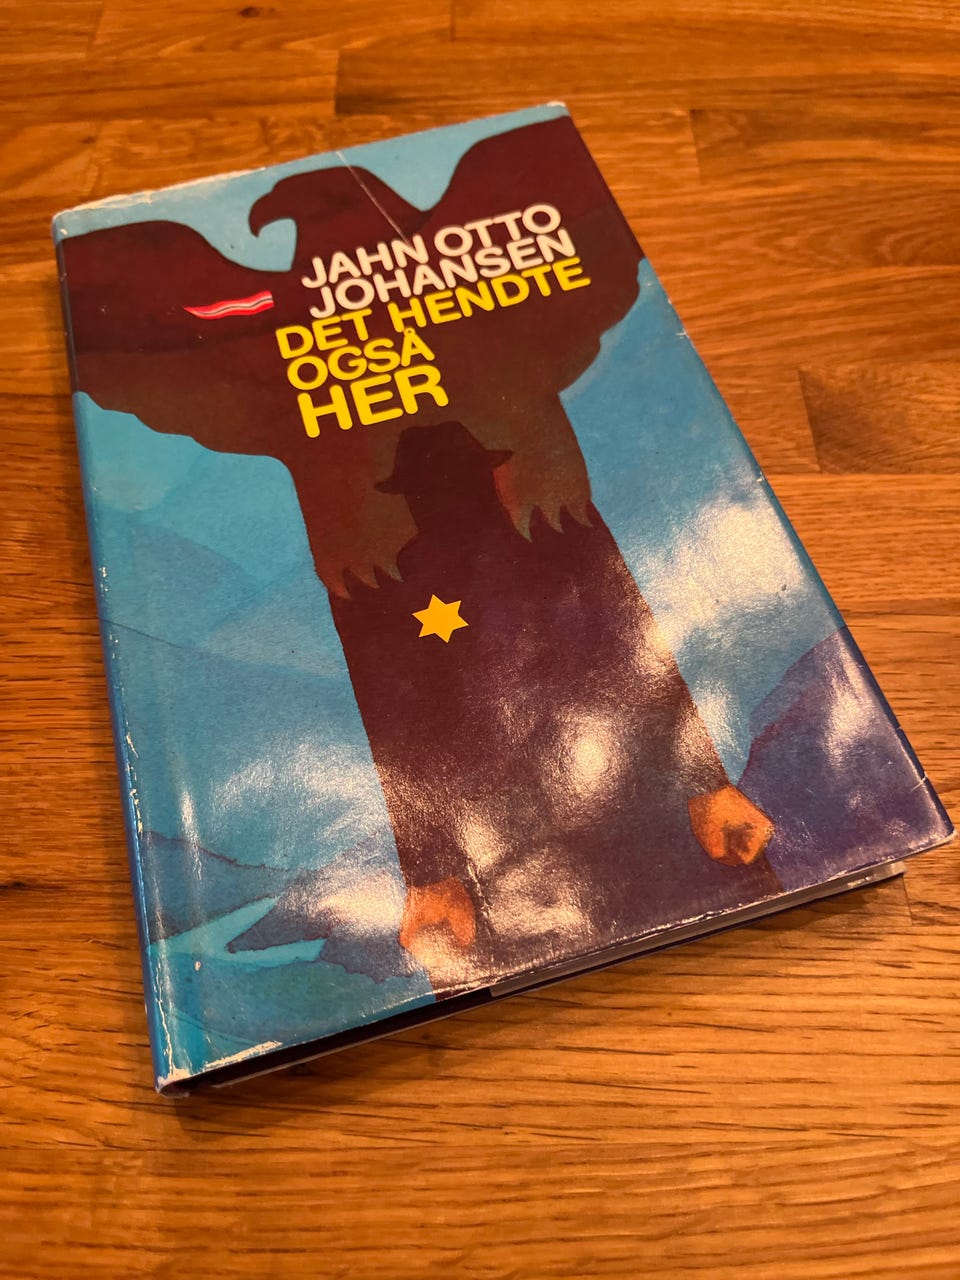 JAHN OTTO
JOHANSEN
DET HENDTE
OGSÅ
HER